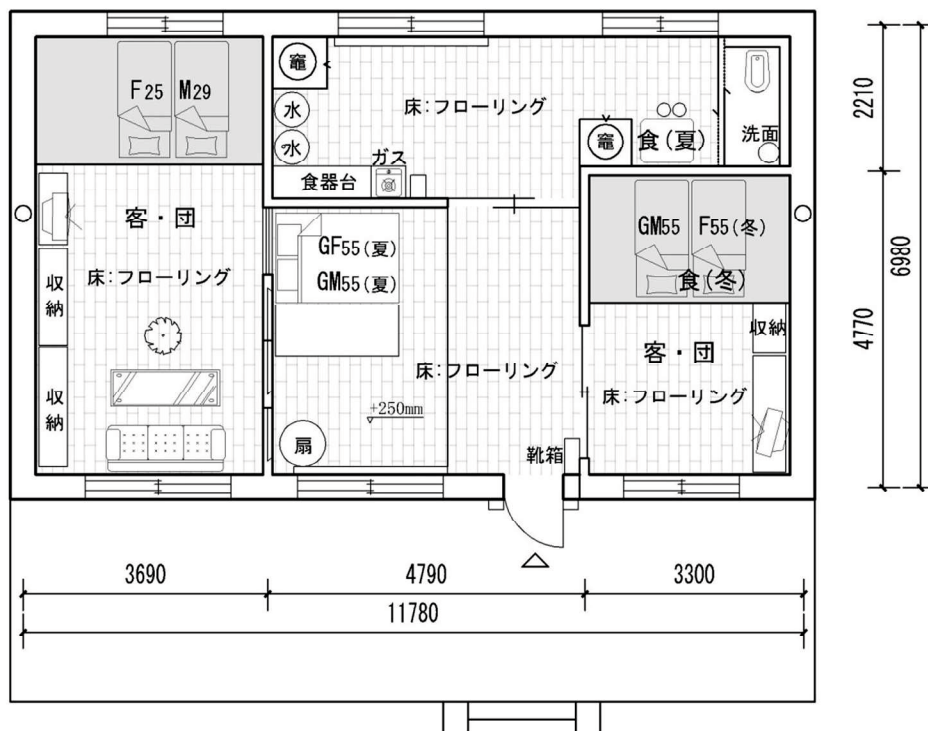 竈
F25 M29
水
床:フローリング
2210
水
竈
食(夏)
洗面
ガス
食器台
客・団
GM55 F55(冬)
GF55(夏)
GM55(夏)
食(冬)
6980
収納
床:フローリング
収納
4770
客・団
床:フローリング
床:フローリング
収納
+250mm
扇
靴箱
3690
4790
3300
11780